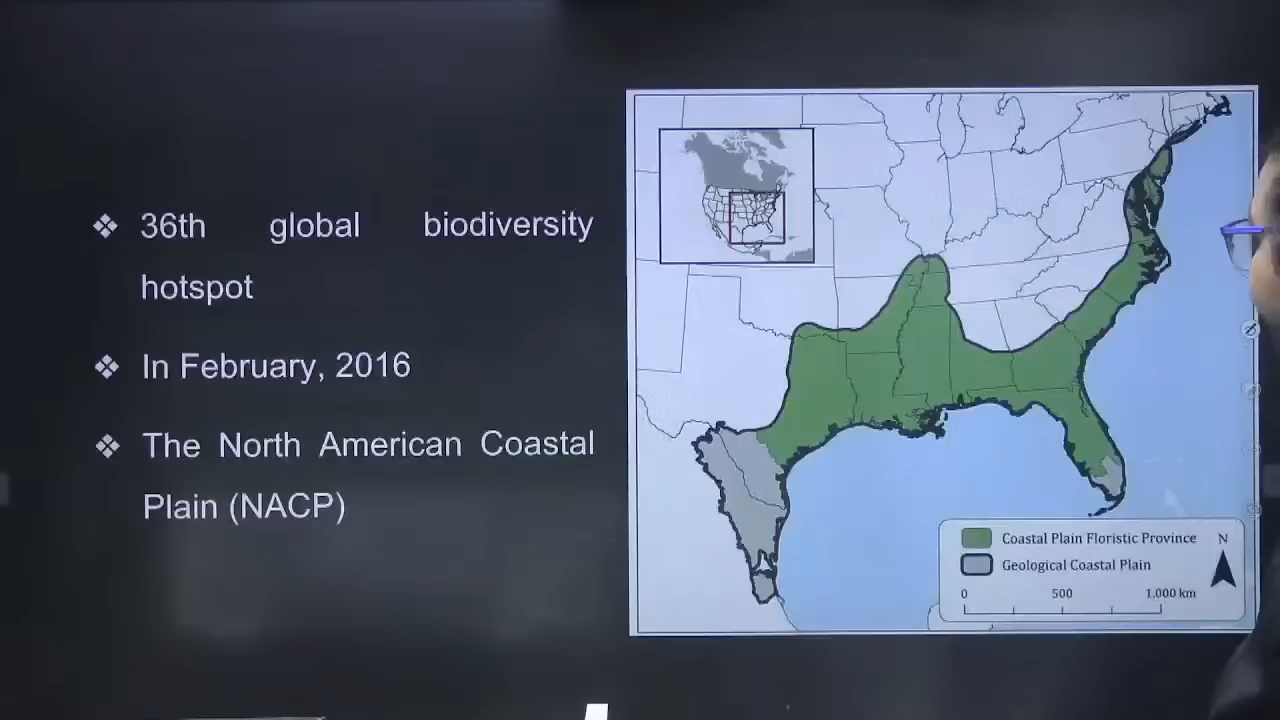 36th global biodiversity
hotspot
In February, 2016
The North American Coastal
Plain (NACP)
Coastal Plain Floristic Province
N
Geological Coastal Plain
0 500 1,000 km